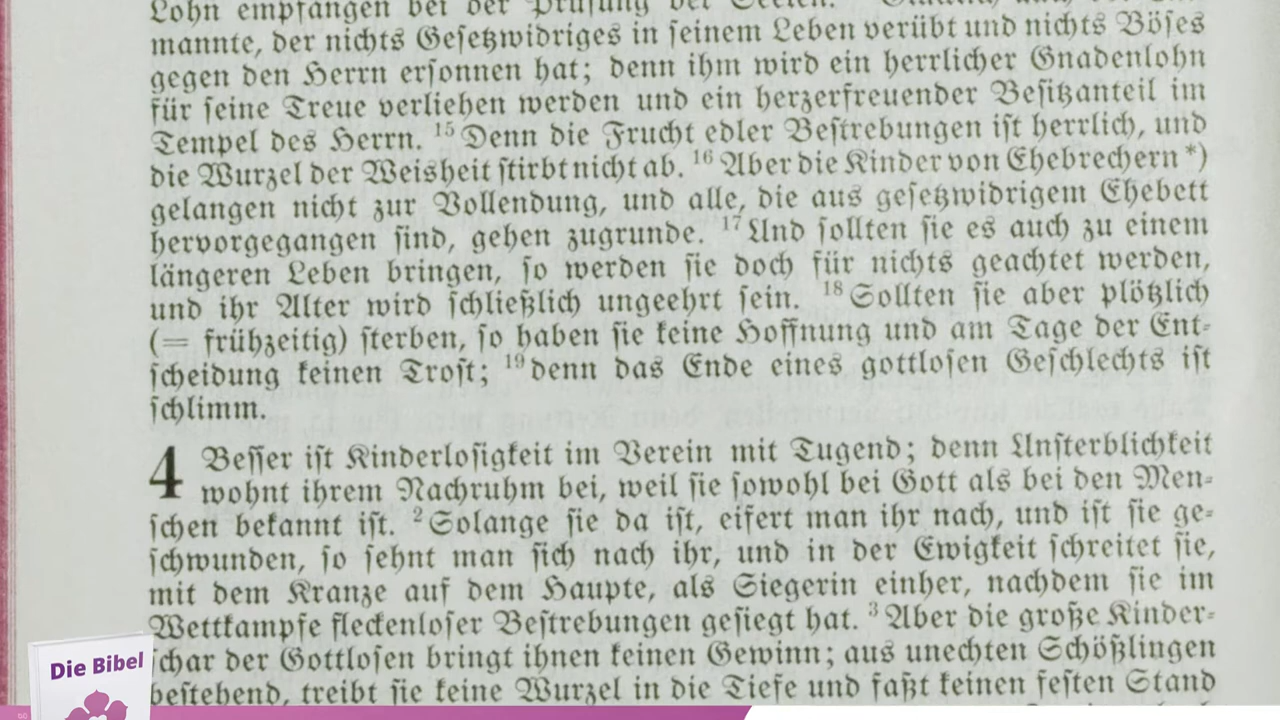 Lohn empfangen bei der Prüfung der Seelen.
mannte, der nichts Gesetzwidriges in seinem Leben verübt und nichts Böses
gegen den Herrn ersonnen hat; denn ihm wird ein herrlicher Gnadenlohn
für seine Treue verliehen werden und ein herzerfreuender Besitzanteil im
Tempel des Herrn. 15 Denn die Frucht edler Bestrebungen ist herrlich, und
die Wurzel der Weisheit stirbt nicht ab. 16 Aber die Kinder von Ehebrechern *)
gelangen nicht zur Vollendung, und alle, die aus gesetzwidrigem Ehebett
hervorgegangen sind, gehen zugrunde. 17 Und sollten sie es auch zu einem
längeren Leben bringen, so werden sie doch für nichts geachtet werden,
und ihr Alter wird schließlich ungeehrt sein. 18 Sollten sie aber plötzlich
(= frühzeitig) sterben, so haben sie keine Hoffnung und am Tage der Ent-
scheidung keinen Trost; 19 denn das Ende eines gottlosen Geschlechts ist
schlimm.
4 Besser ist Kinderlosigkeit im Verein mit Tugend; denn Unsterblichkeit
wohnt ihrem Nachruhm bei, weil sie sowohl bei Gott als bei den Men-
schen bekannt ist. 2 Solange sie da ist, eifert man ihr nach, und ist sie ge-
schwunden, so sehnt man sich nach ihr, und in der Ewigkeit schreitet sie,
mit dem Kranze auf dem Haupte, als Siegerin einher, nachdem sie im
Wettkampfe fleckenloser Bestrebungen gesiegt hat. 3 Aber die große Kinder-
schar der Gottlosen bringt ihnen keinen Gewinn; aus unechten Schößlingen
bestehend, treibt sie keine Wurzel in die Tiefe und faßt keinen festen Stand
Die Bibel